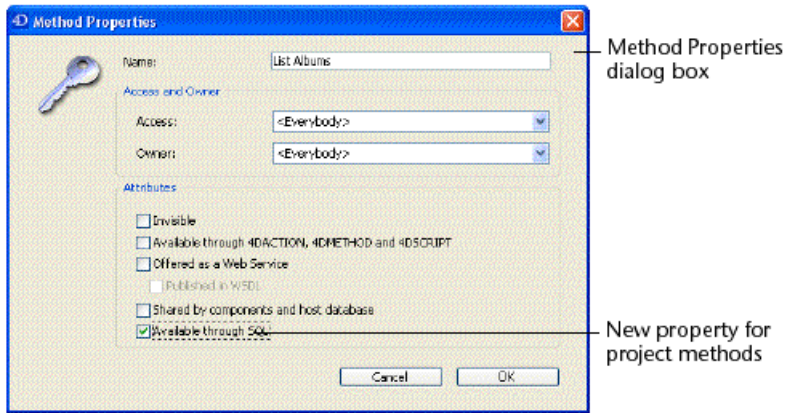 4D Method Properties
Method Properties
dialog box
Name: List Albums
Access and Owner
Access: <Everybody>
Owner: <Everybody>
Attributes
Invisible
Available through 4DACTION, 4DMETHOD and 4DSCRIPT
Offered as a Web Service
Published in WSDL
Shared by components and host database
Available through SQL
New property for
project methods
Cancel OK